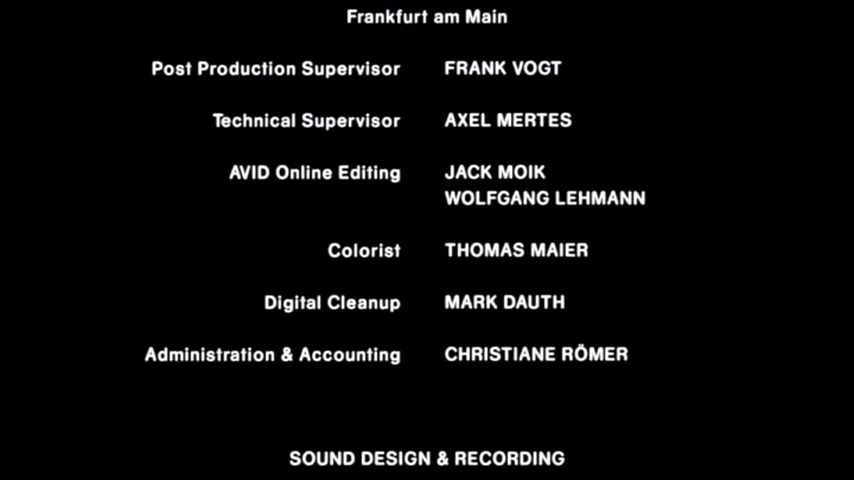 Frankfurt am Main
Post Production Supervisor FRANK VOGT
Technical Supervisor AXEL MERTES
AVID Online Editing JACK MOIK
WOLFGANG LEHMANN
Colorist THOMAS MAIER
Digital Cleanup MARK DAUTH
Administration & Accounting CHRISTIANE RÖMER
SOUND DESIGN & RECORDING